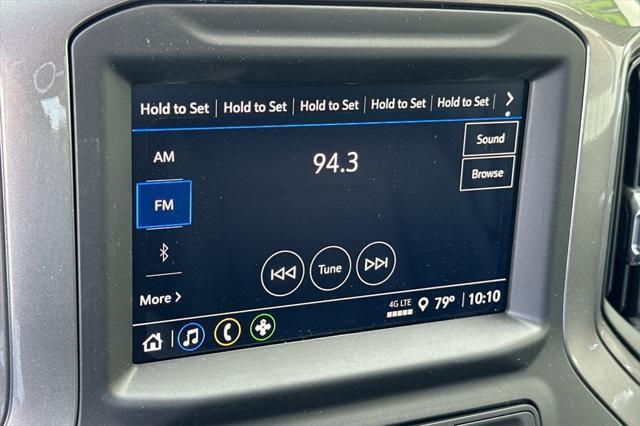 Hold to Set Hold to Set Hold to Set Hold to Set Hold to Set
AM
94.3
Sound
FM
Browse
Tune
More
4G LTE 79° 10:10